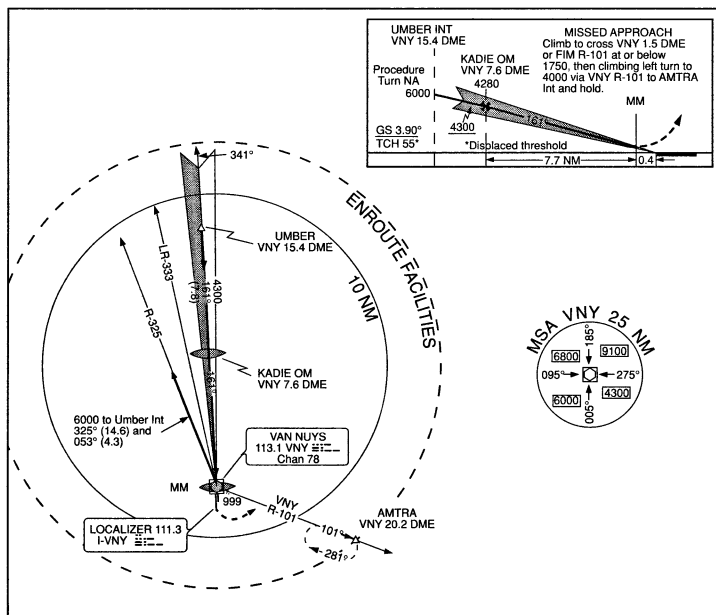 UMBER INT
VNY 15.4 DME
MISSED APPROACH
Climb to cross VNY 1.5 DME
or FIM R-101 at or below
1750, then climbing left turn to
4000 via VNY R-101 to AMTRA
Int and hold.
KADIE OM
VNY 7.6 DME
4280
Procedure
Turn NA
6000
161°
MM
4300
GS 3.90°
TCH 55*
*Displaced threshold
7.7 NM
0.4
341°
ENROUTE FACILITIES
10 NM
UMBER
VNY 15.4 DME
LR-333
R-325
4300
161°
(7.8)
KADIE OM
VNY 7.6 DME
161°
6000 to Umber Int
325° (14.6) and
053° (4.3)
VAN NUYS
113.1 VNY
Chan 78
MM
999
VNY
R-101
101°
281°
AMTRA
VNY 20.2 DME
LOCALIZER 111.3
I-VNY
MSA VNY 25 NM
185°
6800
9100
095°
275°
6000
4300
005°